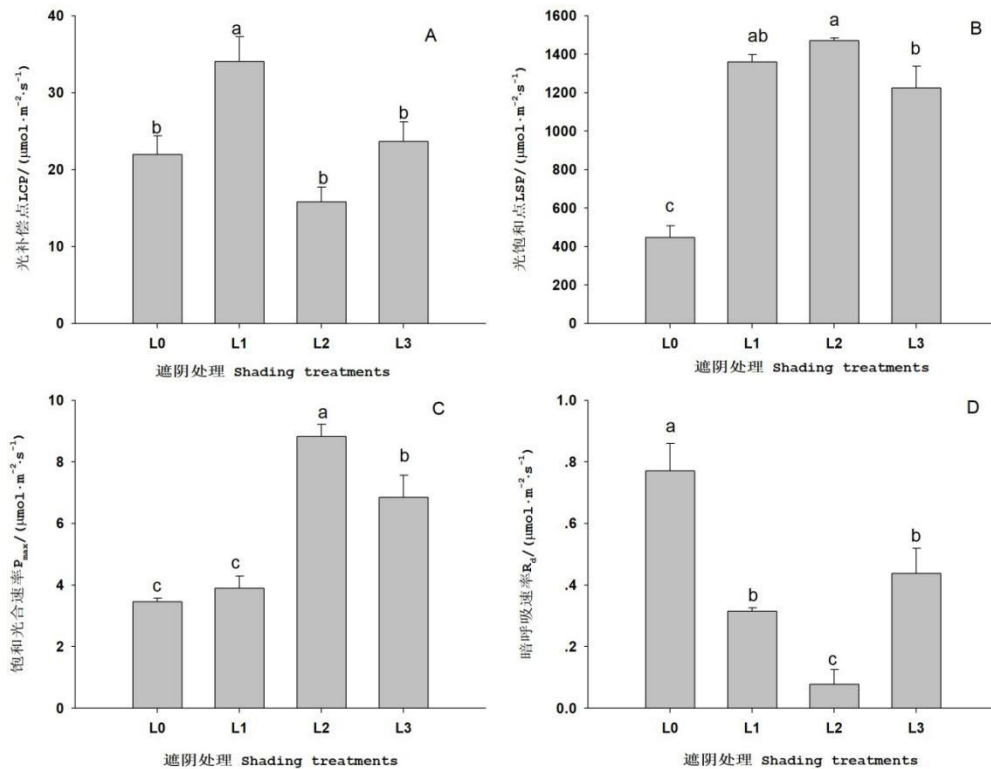 A
光补偿点LCP/(μmol·m⁻²·s⁻¹)
40
30
20
10
0
b
a
b
b
L0 L1 L2 L3
遮阴处理 Shading treatments
B
光饱和点LSP/(μmol·m⁻²·s⁻¹)
1600
1400
1200
1000
800
600
400
200
0
c
ab
a
b
L0 L1 L2 L3
遮阴处理 Shading treatments
C
饱和光合速率Pmax/(μmol·m⁻²·s⁻¹)
10
8
6
4
2
0
c
c
a
b
L0 L1 L2 L3
遮阴处理 Shading treatments
D
暗呼吸速率Rd/(μmol·m⁻²·s⁻¹)
1.0
.8
.6
.4
.2
0.0
a
b
c
b
L0 L1 L2 L3
遮阴处理 Shading treatments